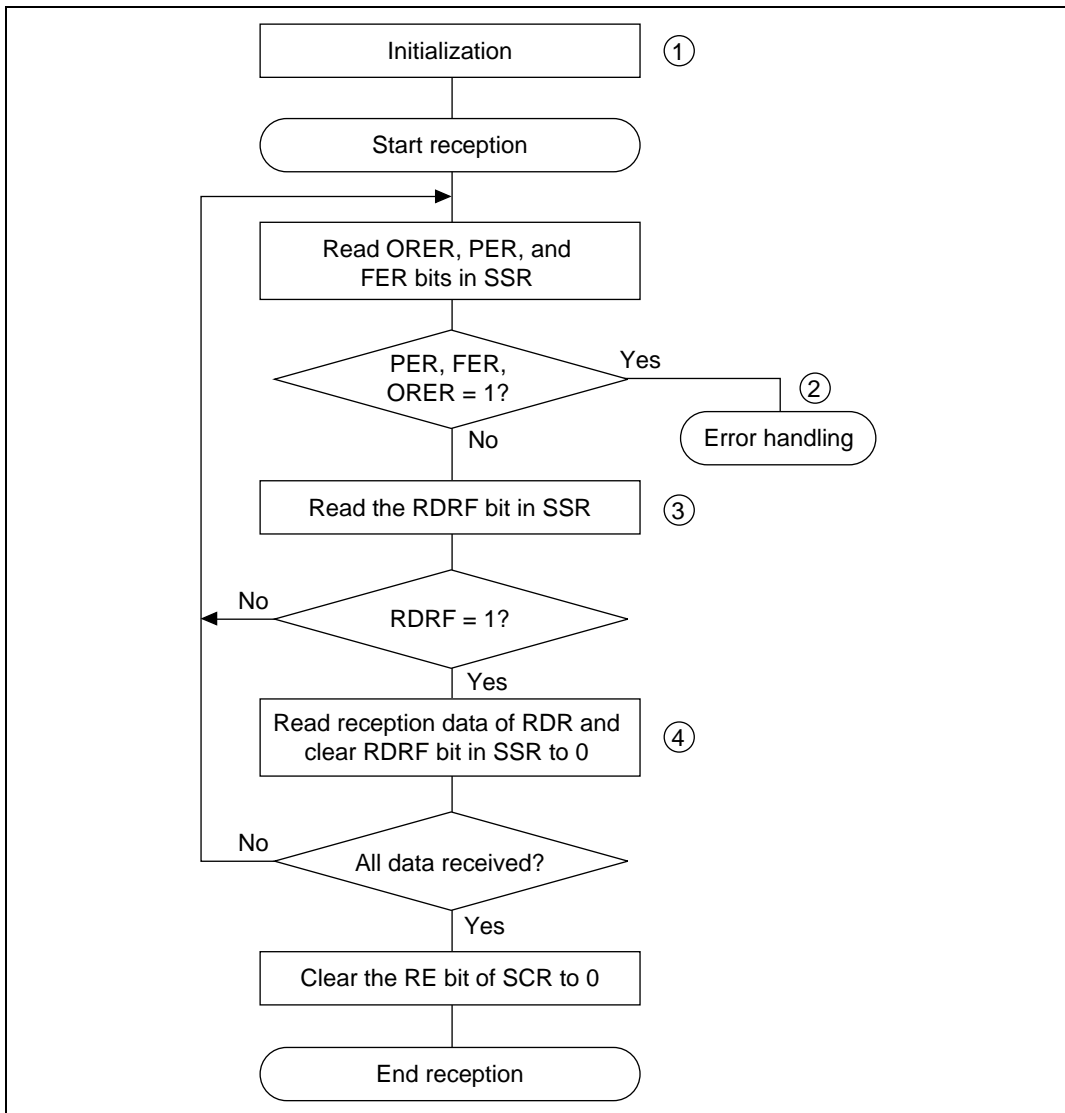 Initialization
①
Start reception
Read ORER, PER, and
FER bits in SSR
PER, FER,
ORER = 1?
Yes
②
Error handling
No
Read the RDRF bit in SSR
③
No
RDRF = 1?
Yes
Read reception data of RDR and
clear RDRF bit in SSR to 0
④
No
All data received?
Yes
Clear the RE bit of SCR to 0
End reception